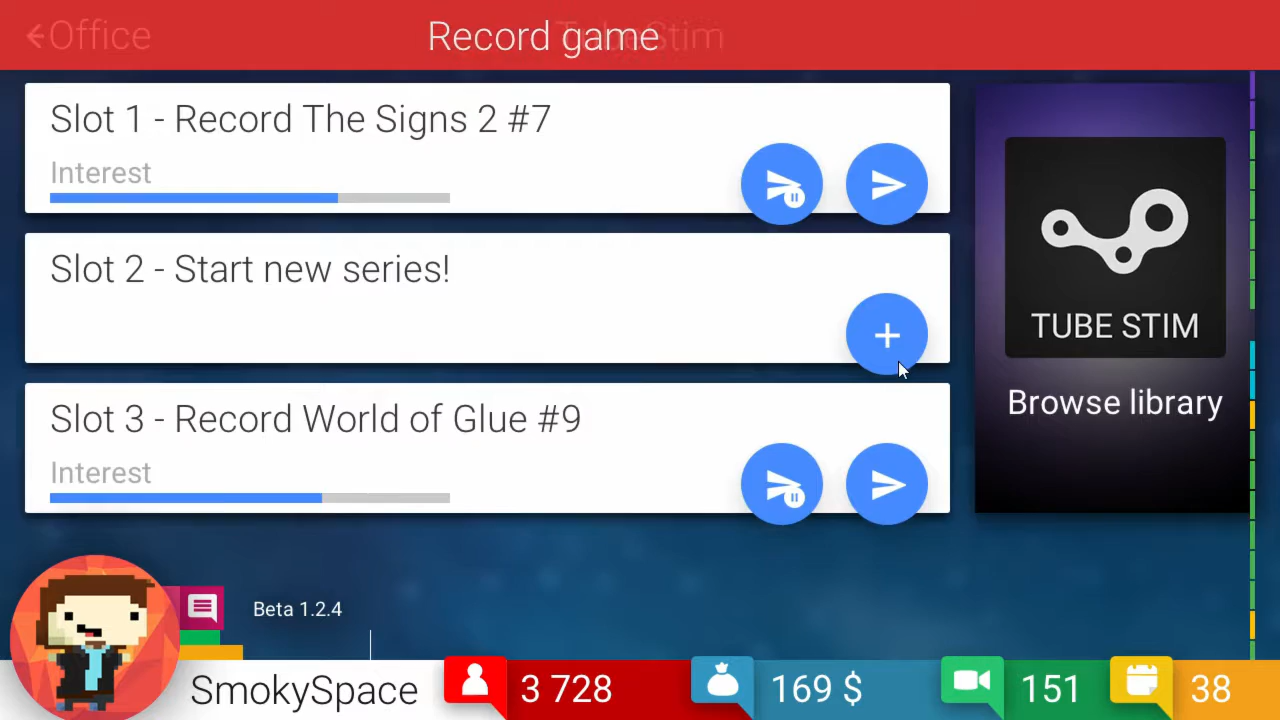 Office
Record game
TubeStim
Slot 1 - Record The Signs 2 #7
Interest
Slot 2 - Start new series!
Slot 3 - Record World of Glue #9
Interest
TUBE STIM
Browse library
Beta 1.2.4
SmokySpace
3 728
169 $
151
38